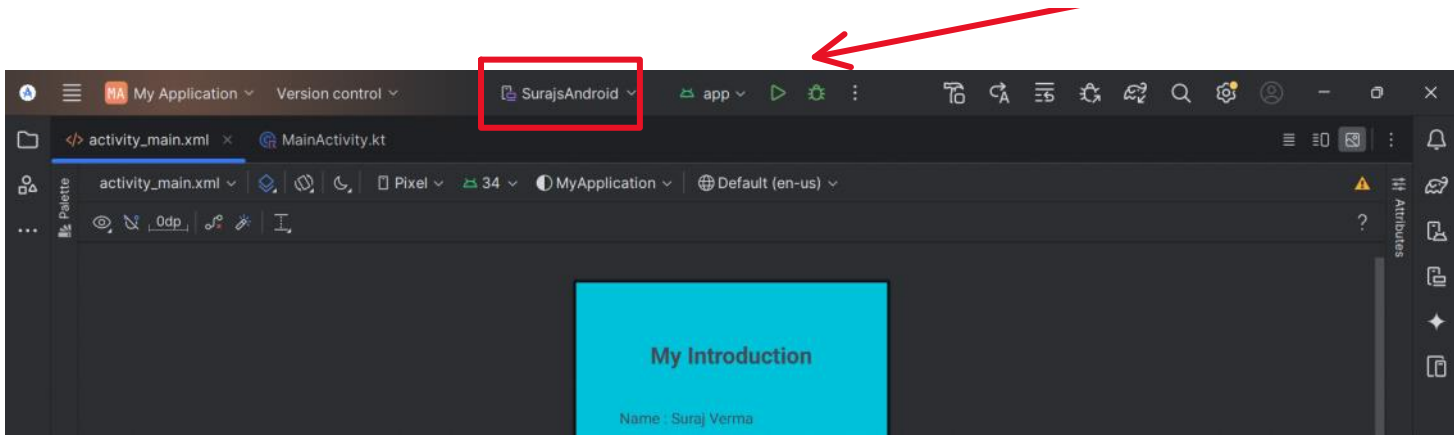 MA My Application Version control SurajsAndroid app
activity_main.xml MainActivity.kt
Palette
activity_main.xml Pixel 34 MyApplication Default (en-us)
0dp ?
Attributes
My Introduction
Name : Suraj Verma